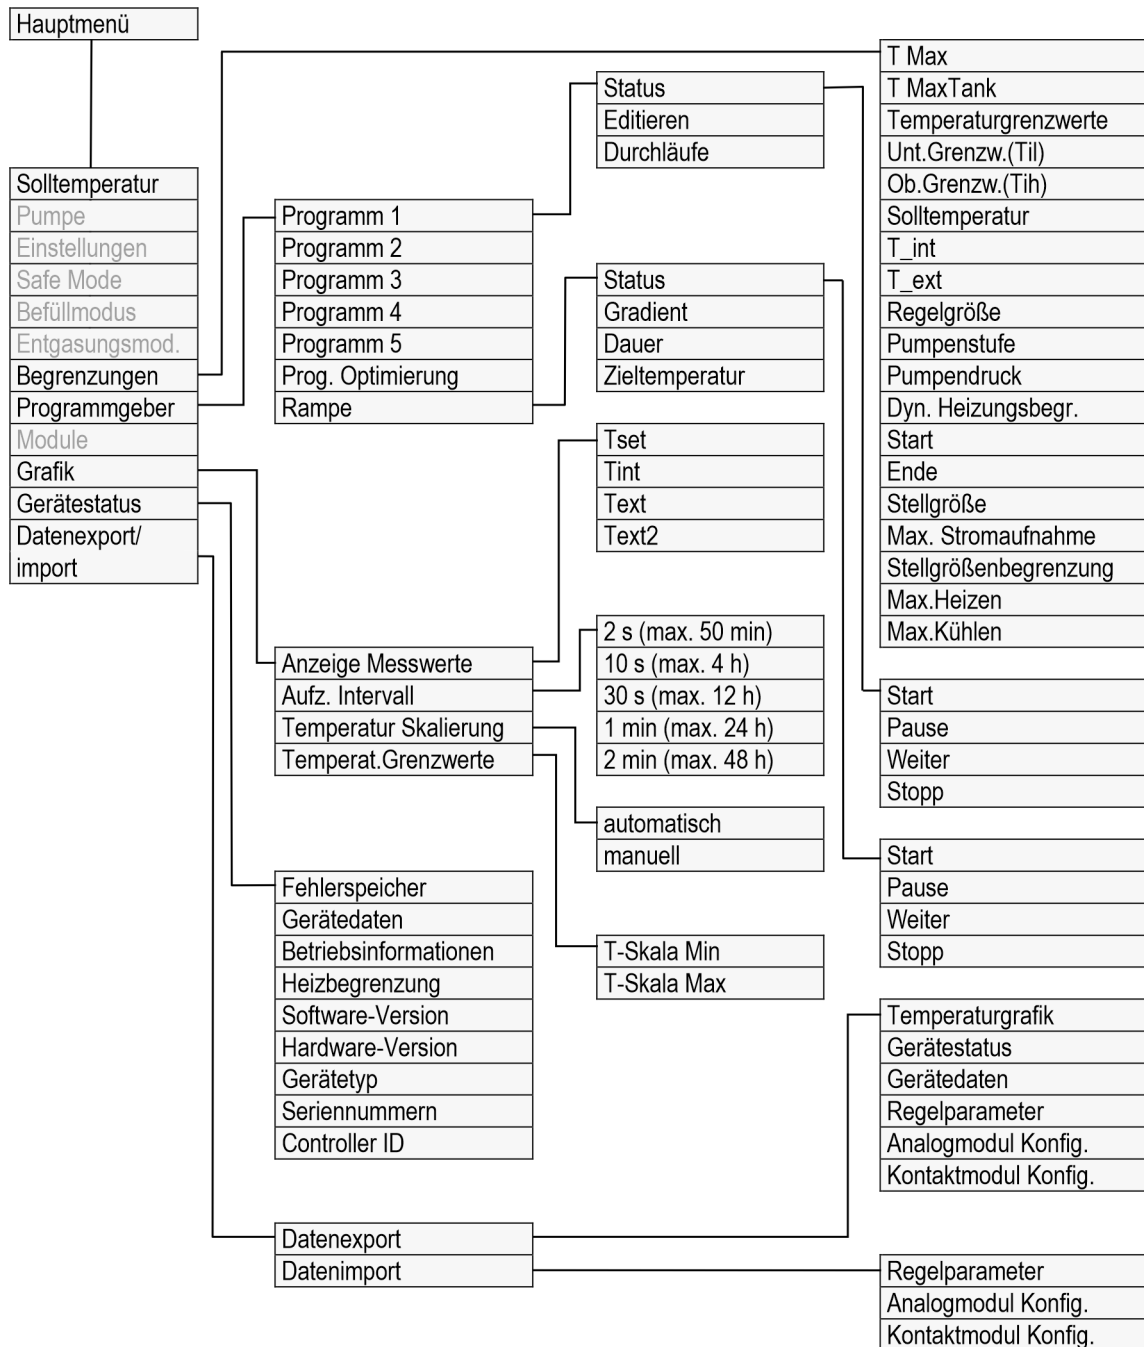 Hauptmenü
Solltemperatur
Pumpe
Einstellungen
Safe Mode
Befüllmodus
Entgasungsmod.
Begrenzungen
Programmgeber
Module
Grafik
Gerätestatus
Datenexport/
import
Programm 1
Programm 2
Programm 3
Programm 4
Programm 5
Prog. Optimierung
Rampe
Anzeige Messwerte
Aufz. Intervall
Temperatur Skalierung
Temperat.Grenzwerte
Fehlerspeicher
Gerätedaten
Betriebsinformationen
Heizbegrenzung
Software-Version
Hardware-Version
Gerätetyp
Seriennummern
Controller ID
Datenexport
Datenimport
Status
Editieren
Durchläufe
Status
Gradient
Dauer
Zieltemperatur
Tset
Tint
Text
Text2
2 s (max. 50 min)
10 s (max. 4 h)
30 s (max. 12 h)
1 min (max. 24 h)
2 min (max. 48 h)
automatisch
manuell
T-Skala Min
T-Skala Max
T Max
T MaxTank
Temperaturgrenzwerte
Unt.Grenzw.(Til)
Ob.Grenzw.(Tih)
Solltemperatur
T_int
T_ext
Regelgröße
Pumpenstufe
Pumpendruck
Dyn. Heizungsbegr.
Start
Ende
Stellgröße
Max. Stromaufnahme
Stellgrößenbegrenzung
Max.Heizen
Max.Kühlen
Start
Pause
Weiter
Stopp
Start
Pause
Weiter
Stopp
Temperaturgrafik
Gerätestatus
Gerätedaten
Regelparameter
Analogmodul Konfig.
Kontaktmodul Konfig.
Regelparameter
Analogmodul Konfig.
Kontaktmodul Konfig.